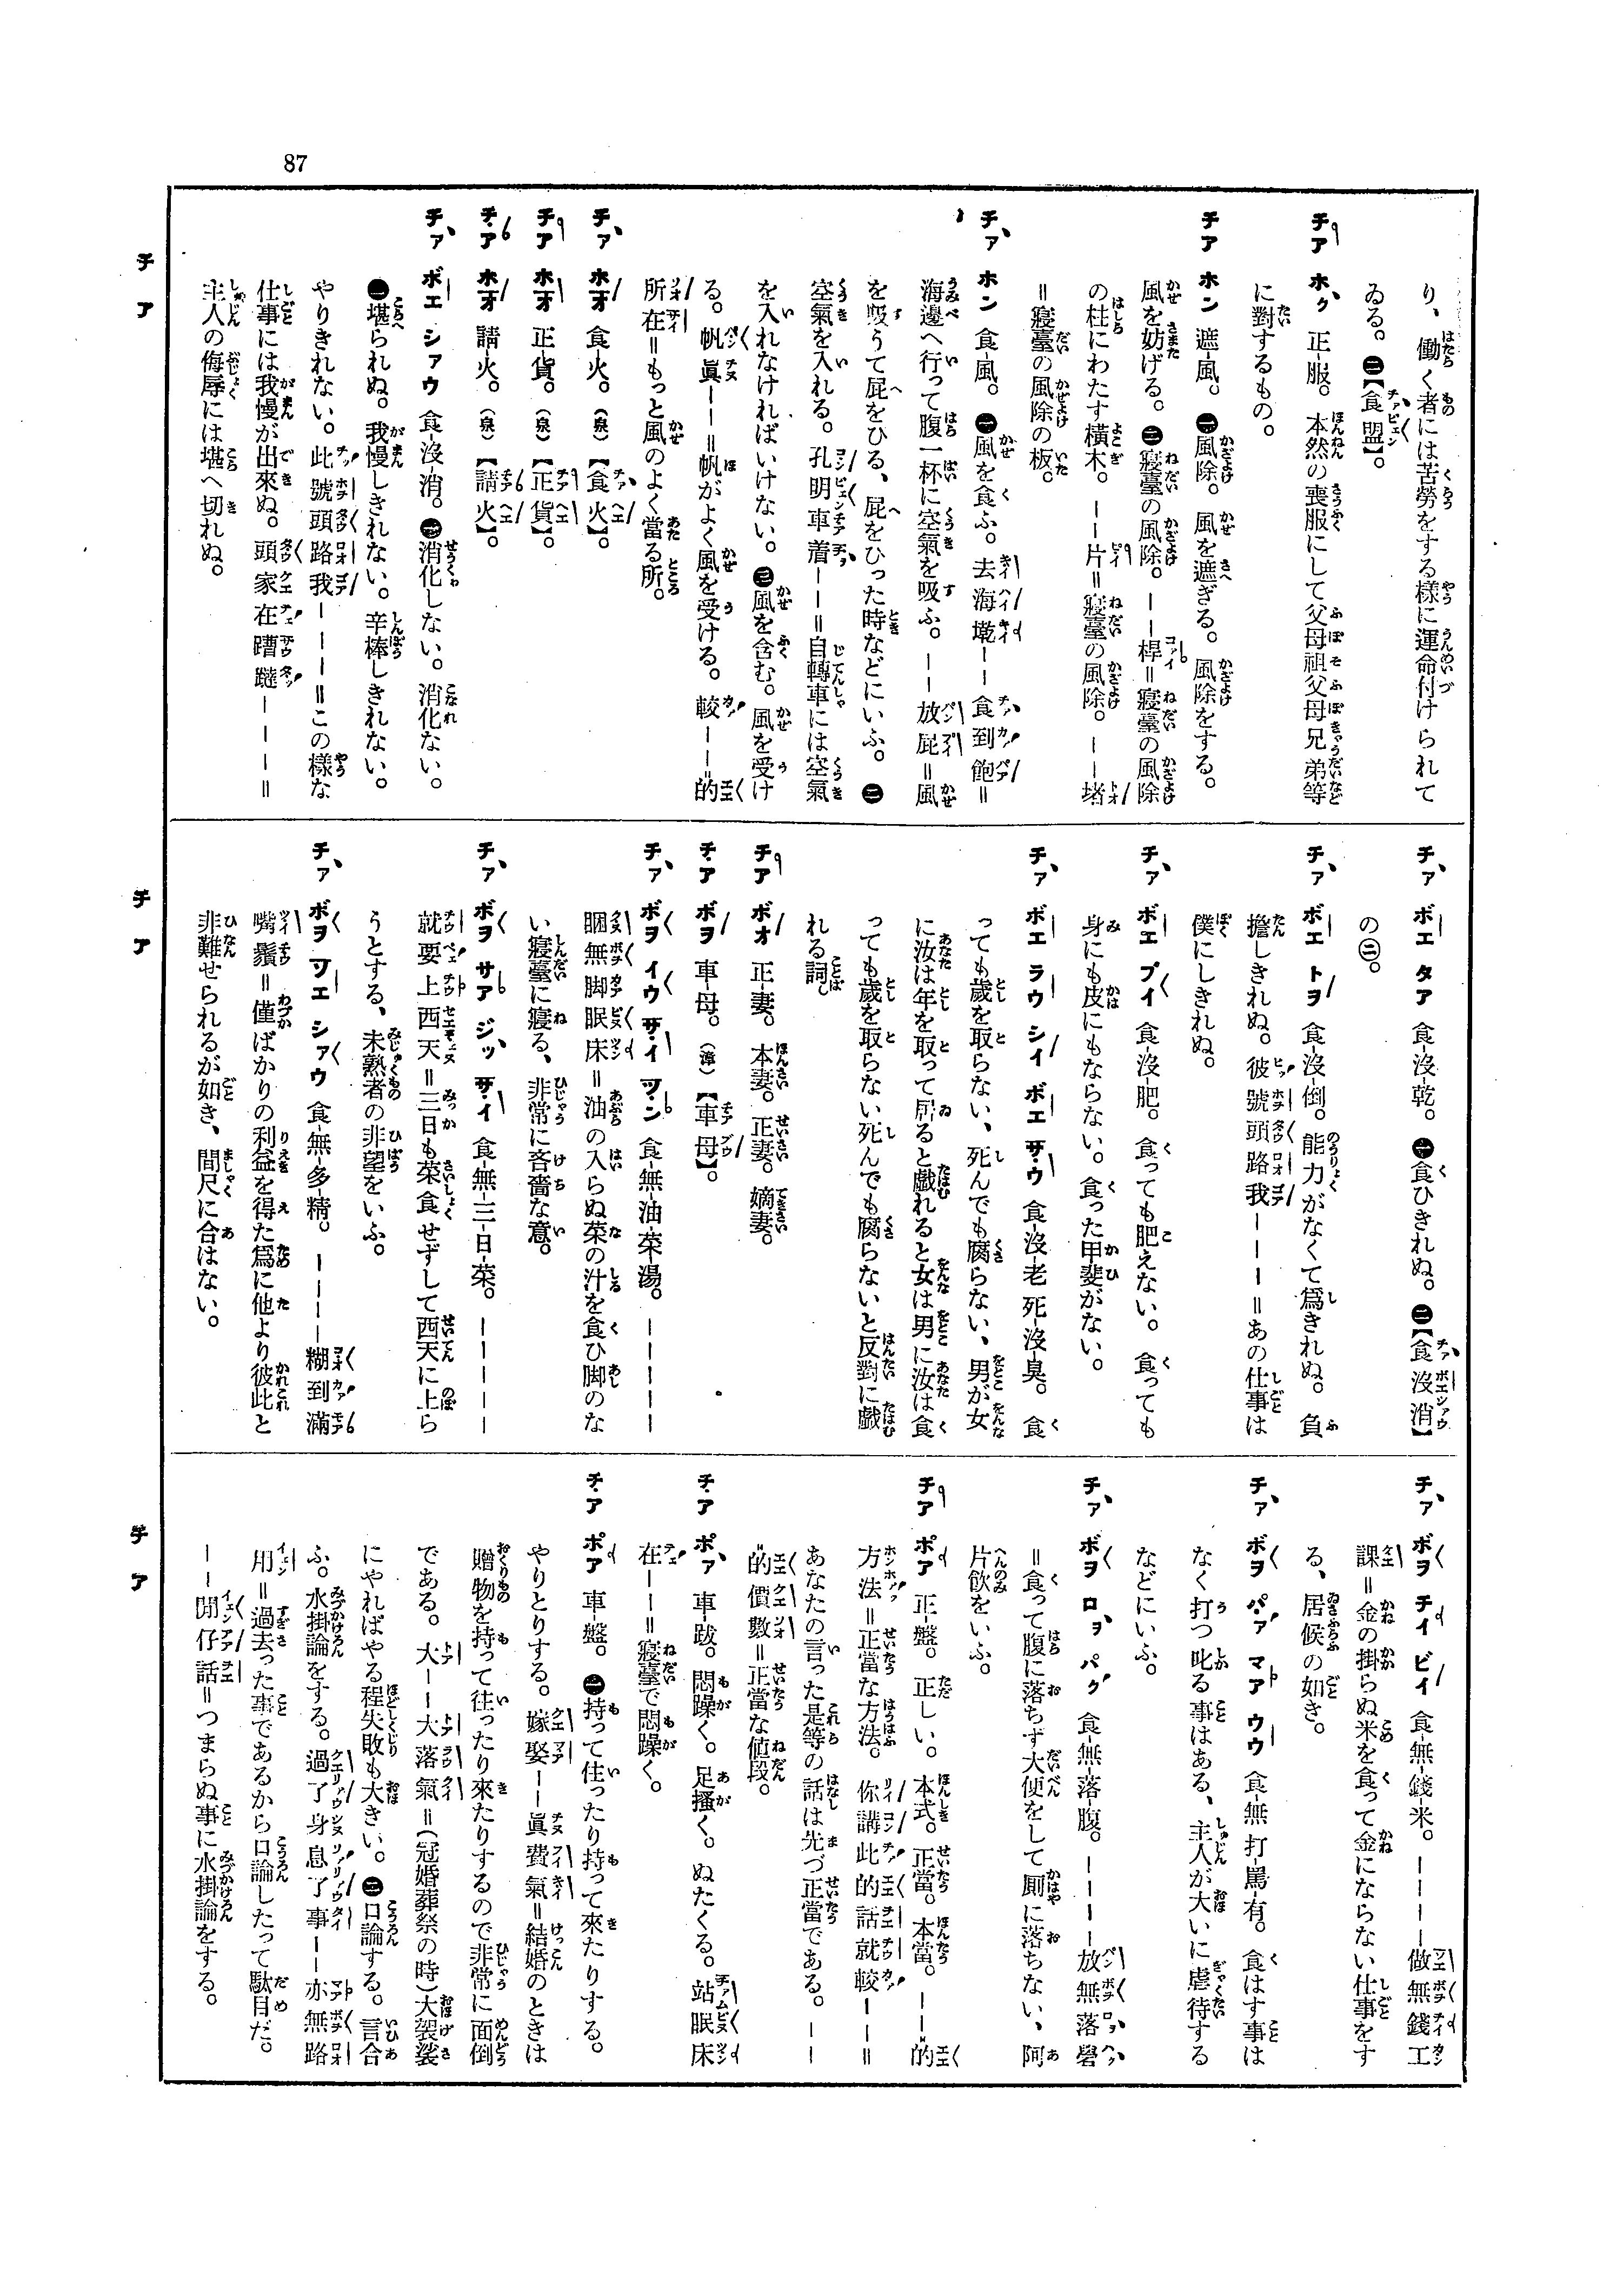 87
り、働く者には苦勞をする樣に運命付けられて
ゐる。㊁【食盟】。
チア ホク 正-服。本然の喪服にして父母祖父母兄弟等
に對するもの。
チア ホン 遮-風。㊀風除。風を遮ぎる。風除をする。
風を妨げる。㊁寢臺の風除。——桿=寢臺の風除
の柱にわたす橫木。——片=寢臺の風除。——堵
=寢臺の風除の板。
チァ ホン 食-風。㊀風を食ふ。去海墘——食到飽=
海邊へ行って腹一杯に空氣を吸ふ。——放屁=風
を吸うて屁をひる、屁をひった時などにいふ。㊁
空氣を入れる。孔明車着——=自轉車には空氣
を入れなければいけない。㊂風を含む。風を受け
る。帆眞——=帆がよく風を受ける。較——的
所在=もっと風のよく當る所。
チァ ホオ 食-火。(泉)【食火】。
チア ホオ 正-貨。(泉)【正貨】。
チア ホオ 請-火。(泉)【請火】。
チァ ボエ シァウ 食-沒-消。㊀消化しない。消化ない。
㊁堪られぬ。我慢しきれない。辛棒しきれない。
やりきれない。此號頭路我———=この樣な
仕事には我慢が出來ぬ。頭家在蹧躂———=
主人の侮辱には堪へ切れぬ。
チァ ボエ タア 食-沒-乾。㊀食ひきれぬ。㊁【食沒消】
の㊁。
チァ ボエ トヲ 食-沒-倒。能力がなくて爲きれぬ。負
擔しきれぬ。彼號頭路我———=あの仕事は
僕にしきれぬ。
チァ ボエ プイ 食-沒-肥。食っても肥えない。食っても
身にも皮にもならない。食った甲斐がない。
チァ ボエ ラウ シイ ボエ サウ 食-沒-老 死-沒-臭。食
っても歲を取らない、死んでも腐らない、男が女
に汝は年を取って居ると戲れると女は男に汝は食
っても歲を取らない死んでも腐らないと反對に戲
れる詞。
チア ボオ 正-妻。本妻。正妻。嫡妻。
チア ボヲ 車-母。(漳)【車母】。
チァ ボヲ イウ サイ ツン 食-無-油-菜-湯。—————
睏無脚眠床=油の入らぬ菜の汁を食ひ脚のな
い寢臺に寢る、非常に吝嗇な意。
チァ ボヲ サア ジッ サイ 食-無-三-日-菜。—————
就要上西天=三日も菜食せずして西天に上ら
うとする、未熟者の非望をいふ。
チァ ボヲ ツエ シァウ 食-無-多-精。————糊到滿
嘴鬚=僅ばかりの利益を得た爲に他より彼此と
非難せられるが如き、間尺に合はない。
チァ ボヲ チイ ビイ 食-無-錢-米。————做無錢工
課=金の掛らぬ米を食って金にならない仕事をす
る、居候の如き。
チァ ボヲ パァ マア ウウ 食-無 打-罵-有。食はす事は
なく打つ叱る事はある、主人が大いに虐待する
などにいふ。
チァ ボヲ ロヲ パク 食-無-落-腹。————放無落礐
=食って腹に落ちず大便をして厠に落ちない、阿
片飮をいふ。
チア ポア 正-盤。正しい。本式。正當。本當。——的
方法=正當な方法。你講此的話就較——=
あなたの言った是等の話は先づ正當である。——
的價數=正當な値段。
チア ポァ 車-跋。悶躁く。足搔く。ぬたくる。站眠床
在——=寢臺で悶躁く。
チア ポア 車-盤。㊀持って往ったり持って來たりする。
やりとりする。嫁娶——眞費氣=結婚のときは
贈物を持って往ったり來たりするので非常に面倒
である。大——大落氣=(冠婚葬祭の時)大袈裟
にやればやる程失敗も大きい。㊁口論する。言合
ふ。水掛論をする。過了身息了事——亦無路
用=過去った事であるから口論したって駄目だ。
——閒仔話=つまらぬ事に水掛論をする。
チア
チア
チア